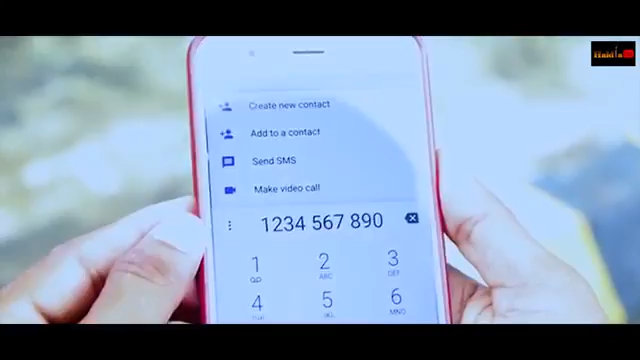 Create new contact
Add to a contact
Send SMS
Make video call
1234 567 890
1
2
3
ABC
DEF
4
5
6
JKL
MNO